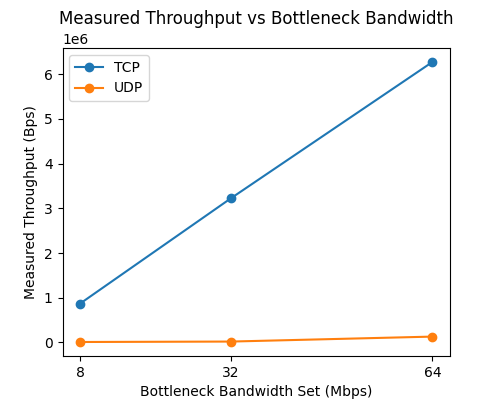 Measured Throughput vs Bottleneck Bandwidth
1e6
TCP
UDP
6
5
4
3
2
1
0
Measured Throughput (Bps)
8 32 64
Bottleneck Bandwidth Set (Mbps)